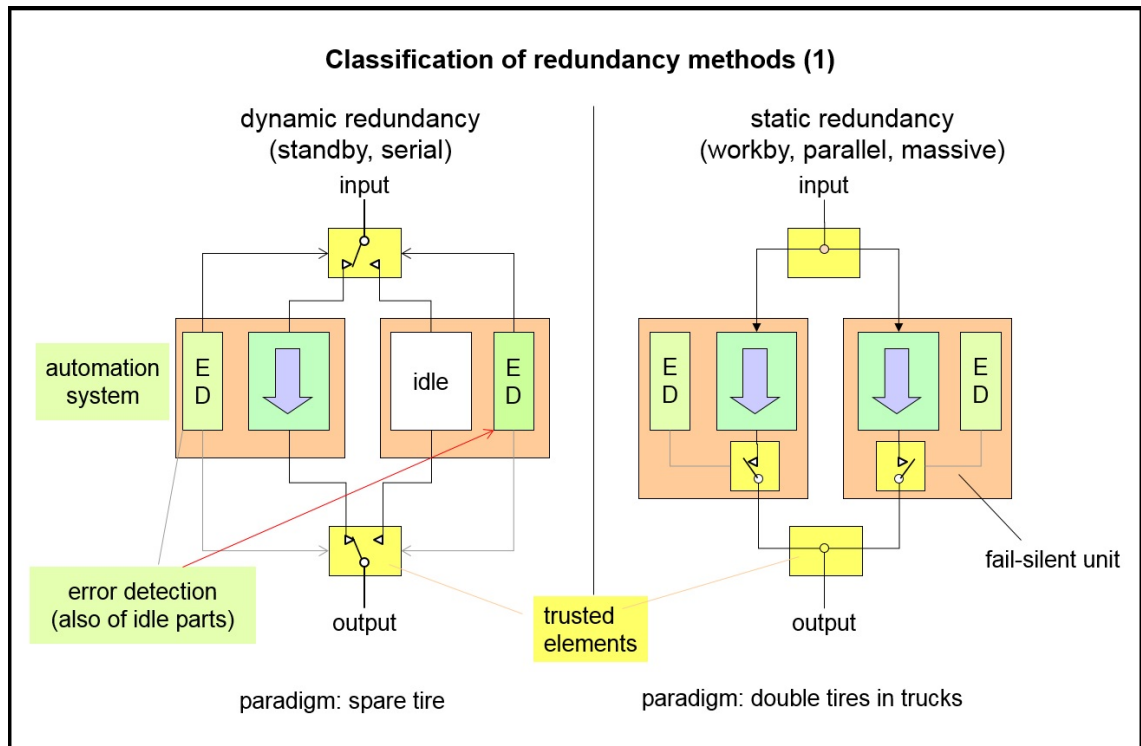 Classification of redundancy methods (1)
dynamic redundancy
(standby, serial)
input
automation
system
E
D
idle
E
D
error detection
(also of idle parts)
output
paradigm: spare tire
static redundancy
(workby, parallel, massive)
input
E
D
E
D
fail-silent unit
trusted
elements
output
paradigm: double tires in trucks